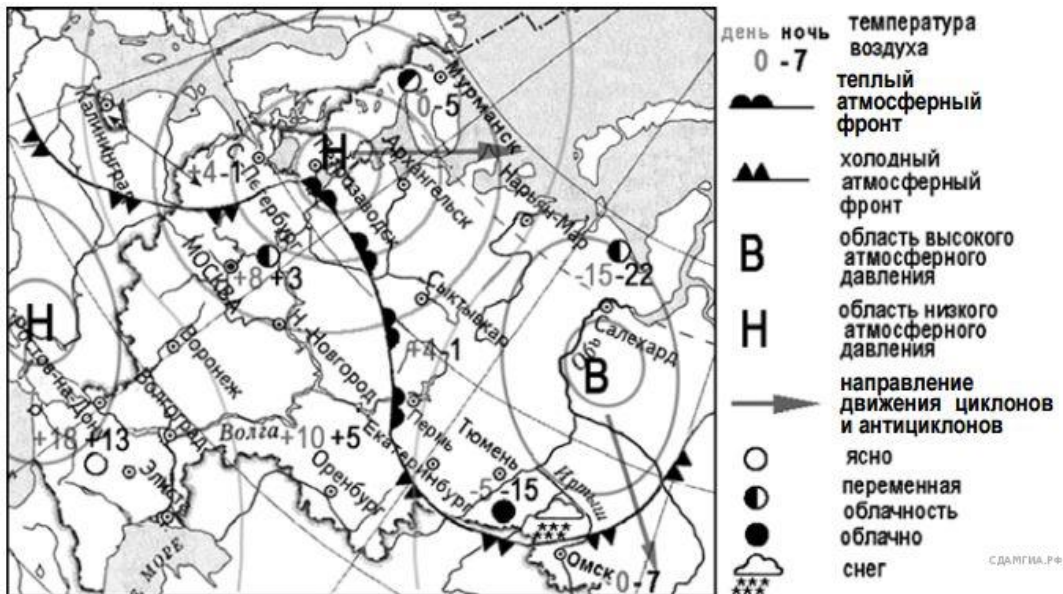 Мурманск
0 -5
Калининград
Н
Архангельск
+4 -1
С.-Петербург
Петрозаводск
Нарьян-Мар
МОСКВА
+8 +3
-15 -22
Сыктывкар
Салехард
Обь
Н
Н. Новгород
+4 -1
В
Воронеж
Ростов-на-Дону
Волгоград
Волга
+10 +5
Пермь
Тюмень
+18 +13
Екатеринбург
Элиста
Оренбург
-5 -15
Иртыш
МОРЕ
Омск
0 -7
день ночь
0 -7
температура
воздуха
теплый
атмосферный
фронт
холодный
атмосферный
фронт
В
область высокого
атмосферного
давления
Н
область низкого
атмосферного
давления
направление
движения циклонов
и антициклонов
ясно
переменная
облачность
облачно
снег
СДАМГИА.РФ